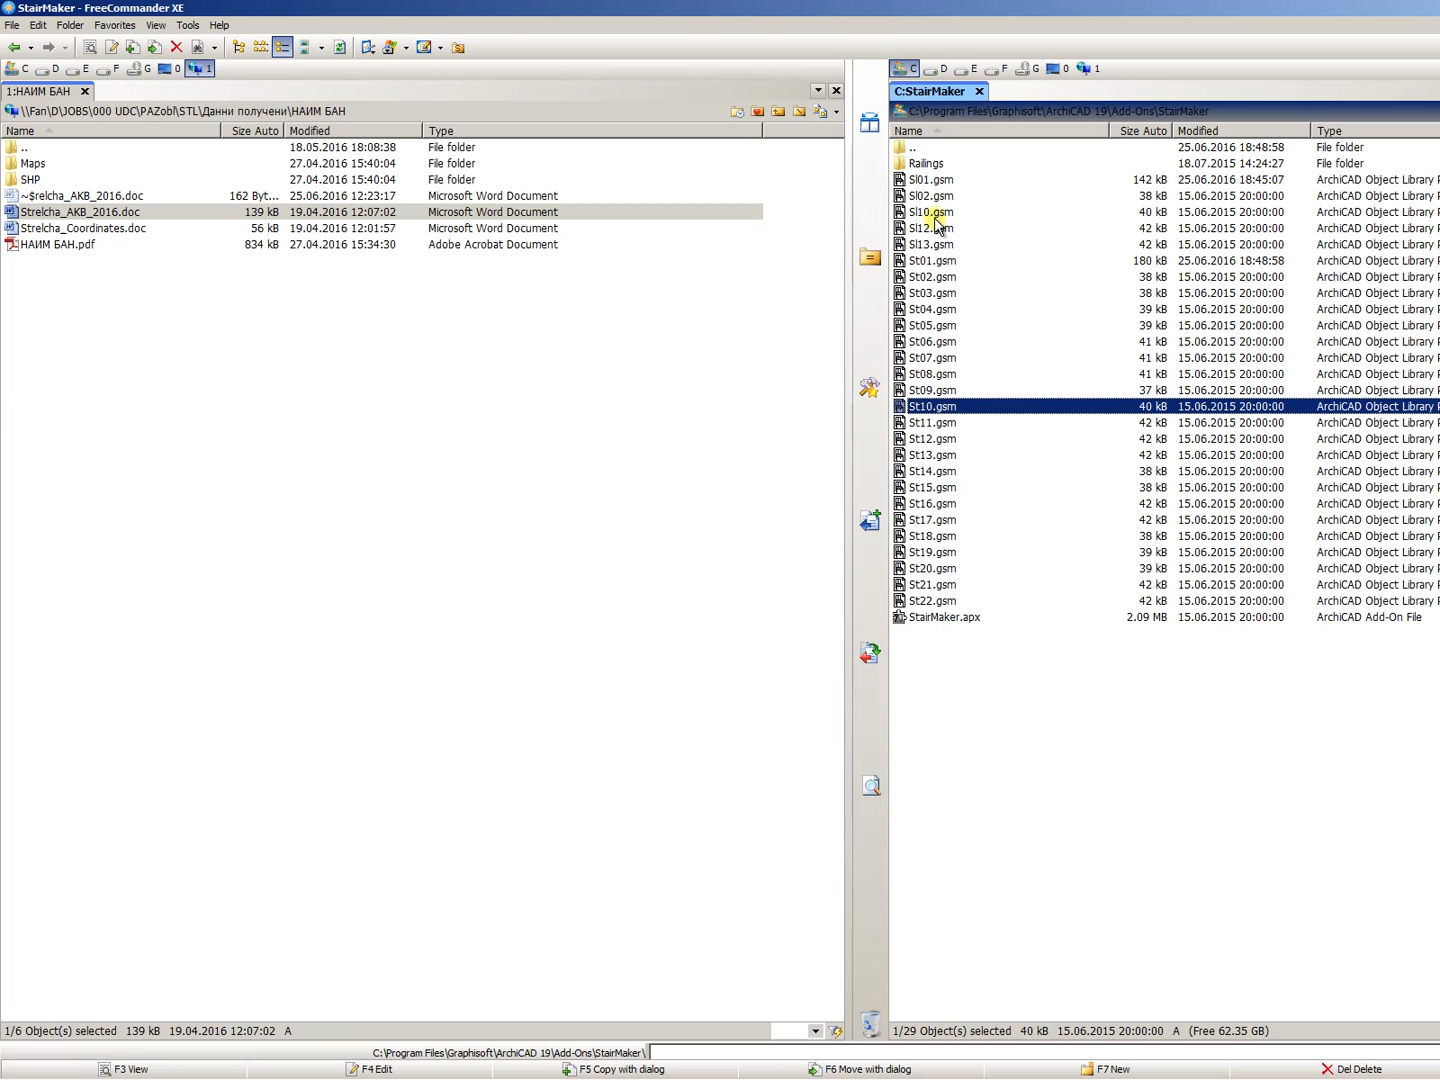 StairMaker - FreeCommander XE
File Edit Folder Favorites View Tools Help
C D E F G 0 1
1:НАИМ БАН
\\Fan\D\JOBS\000 UDC\PAZobl\STL\Данни получени\НАИМ БАН
Name Size Auto Modified Type
.. 18.05.2016 18:08:38 File folder
Maps 27.04.2016 15:40:04 File folder
SHP 27.04.2016 15:40:04 File folder
~$relcha_AKB_2016.doc 162 Byt... 25.06.2016 12:23:17 Microsoft Word Document
Strelcha_AKB_2016.doc 139 kB 19.04.2016 12:07:02 Microsoft Word Document
Strelcha_Coordinates.doc 56 kB 19.04.2016 12:01:57 Microsoft Word Document
НАИМ БАН.pdf 834 kB 27.04.2016 15:34:30 Adobe Acrobat Document
1/6 Object(s) selected 139 kB 19.04.2016 12:07:02 A
C D E F G 0 1
C:StairMaker
C:\Program Files\Graphisoft\ArchiCAD 19\Add-Ons\StairMaker
Name Size Auto Modified Type
.. 25.06.2016 18:48:58 File folder
Railings 18.07.2015 14:24:27 File folder
Sl01.gsm 142 kB 25.06.2016 18:45:07 ArchiCAD Object Library P
Sl02.gsm 38 kB 15.06.2015 20:00:00 ArchiCAD Object Library P
Sl10.gsm 40 kB 15.06.2015 20:00:00 ArchiCAD Object Library P
Sl12.gsm 42 kB 15.06.2015 20:00:00 ArchiCAD Object Library P
Sl13.gsm 42 kB 15.06.2015 20:00:00 ArchiCAD Object Library P
St01.gsm 180 kB 25.06.2016 18:48:58 ArchiCAD Object Library P
St02.gsm 38 kB 15.06.2015 20:00:00 ArchiCAD Object Library P
St03.gsm 38 kB 15.06.2015 20:00:00 ArchiCAD Object Library P
St04.gsm 39 kB 15.06.2015 20:00:00 ArchiCAD Object Library P
St05.gsm 39 kB 15.06.2015 20:00:00 ArchiCAD Object Library P
St06.gsm 41 kB 15.06.2015 20:00:00 ArchiCAD Object Library P
St07.gsm 41 kB 15.06.2015 20:00:00 ArchiCAD Object Library P
St08.gsm 41 kB 15.06.2015 20:00:00 ArchiCAD Object Library P
St09.gsm 37 kB 15.06.2015 20:00:00 ArchiCAD Object Library P
St10.gsm 40 kB 15.06.2015 20:00:00 ArchiCAD Object Library P
St11.gsm 42 kB 15.06.2015 20:00:00 ArchiCAD Object Library P
St12.gsm 42 kB 15.06.2015 20:00:00 ArchiCAD Object Library P
St13.gsm 42 kB 15.06.2015 20:00:00 ArchiCAD Object Library P
St14.gsm 38 kB 15.06.2015 20:00:00 ArchiCAD Object Library P
St15.gsm 38 kB 15.06.2015 20:00:00 ArchiCAD Object Library P
St16.gsm 42 kB 15.06.2015 20:00:00 ArchiCAD Object Library P
St17.gsm 42 kB 15.06.2015 20:00:00 ArchiCAD Object Library P
St18.gsm 38 kB 15.06.2015 20:00:00 ArchiCAD Object Library P
St19.gsm 39 kB 15.06.2015 20:00:00 ArchiCAD Object Library P
St20.gsm 39 kB 15.06.2015 20:00:00 ArchiCAD Object Library P
St21.gsm 42 kB 15.06.2015 20:00:00 ArchiCAD Object Library P
St22.gsm 42 kB 15.06.2015 20:00:00 ArchiCAD Object Library P
StairMaker.apx 2.09 MB 15.06.2015 20:00:00 ArchiCAD Add-On File
1/29 Object(s) selected 40 kB 15.06.2015 20:00:00 A (Free 62.35 GB)
C:\Program Files\Graphisoft\ArchiCAD 19\Add-Ons\StairMaker\
F3 View F4 Edit F5 Copy with dialog F6 Move with dialog F7 New Del Delete